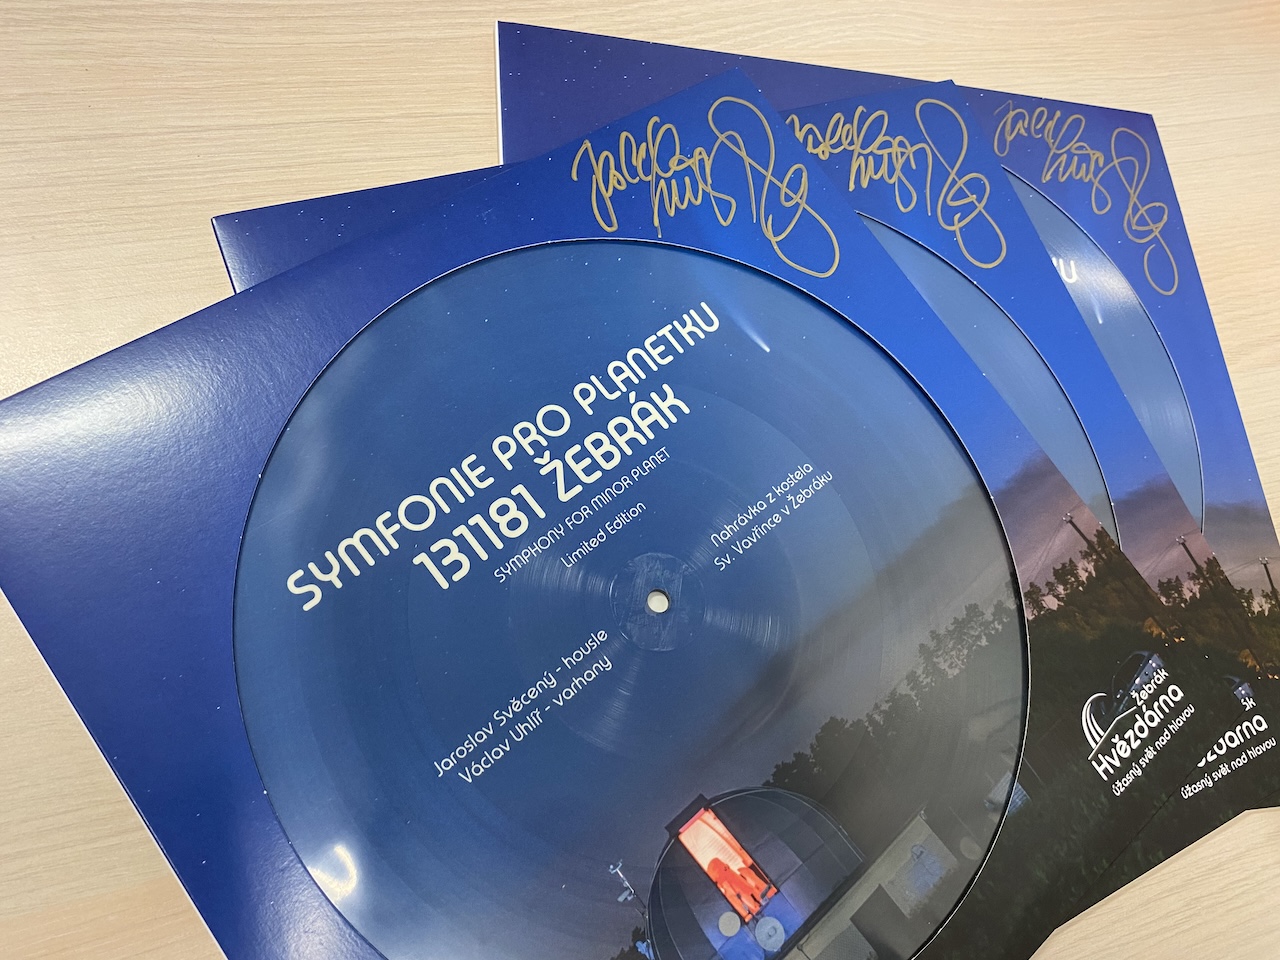 SYMFONIE PRO PLANETKU
131181 ŽEBRÁK
SYMPHONY FOR MINOR PLANET
Limited Edition
Nahrávka z kostela
Sv. Vavřince v Žebráku
Jaroslav Svěcený - housle
Václav Uhlíř - varhany
Žebrák
Hvězdárna
úžasný svět nad hlavou
úžasný svět nad hlavou